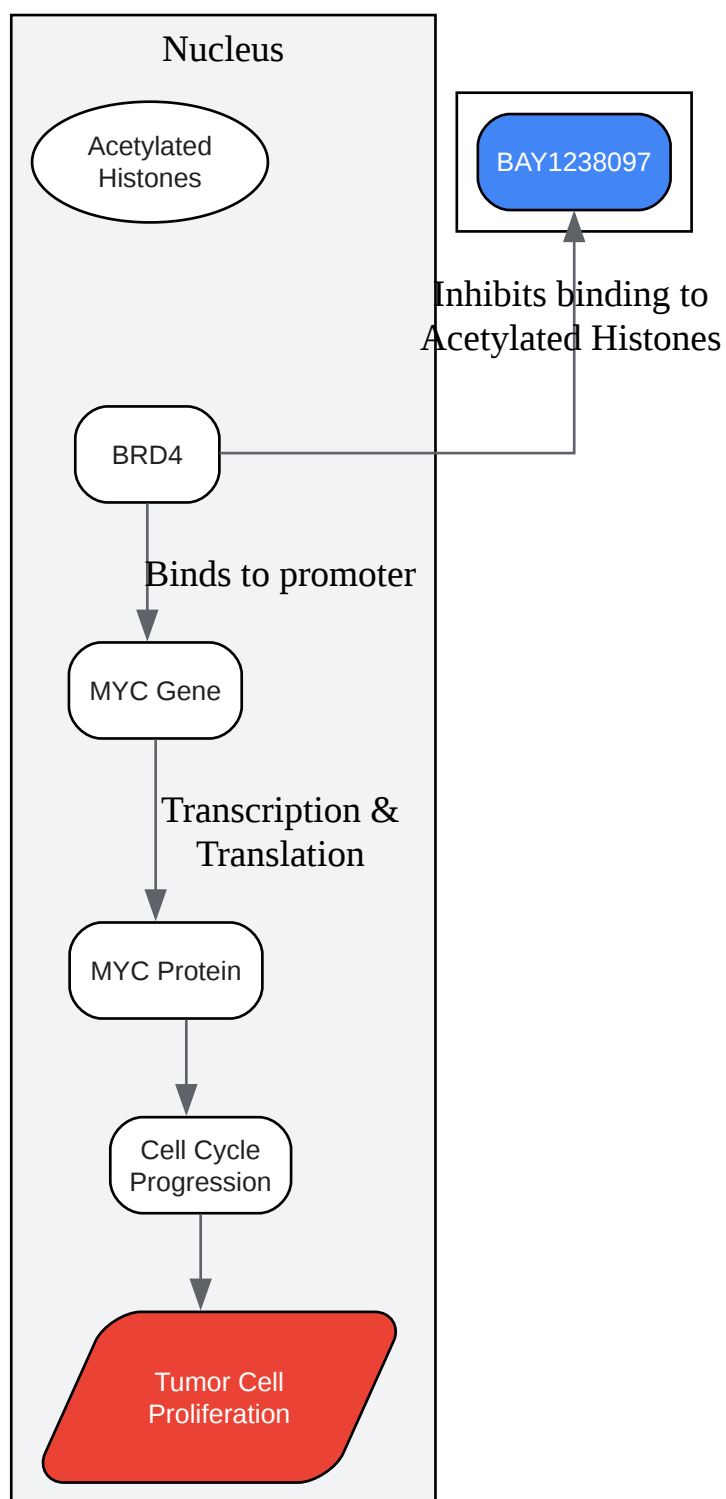 Nucleus
Acetylated
Histones
BAY1238097
Inhibits binding to
Acetylated Histones
BRD4
Binds to promoter
MYC Gene
Transcription &
Translation
MYC Protein
Cell Cycle
Progression
Tumor Cell
Proliferation